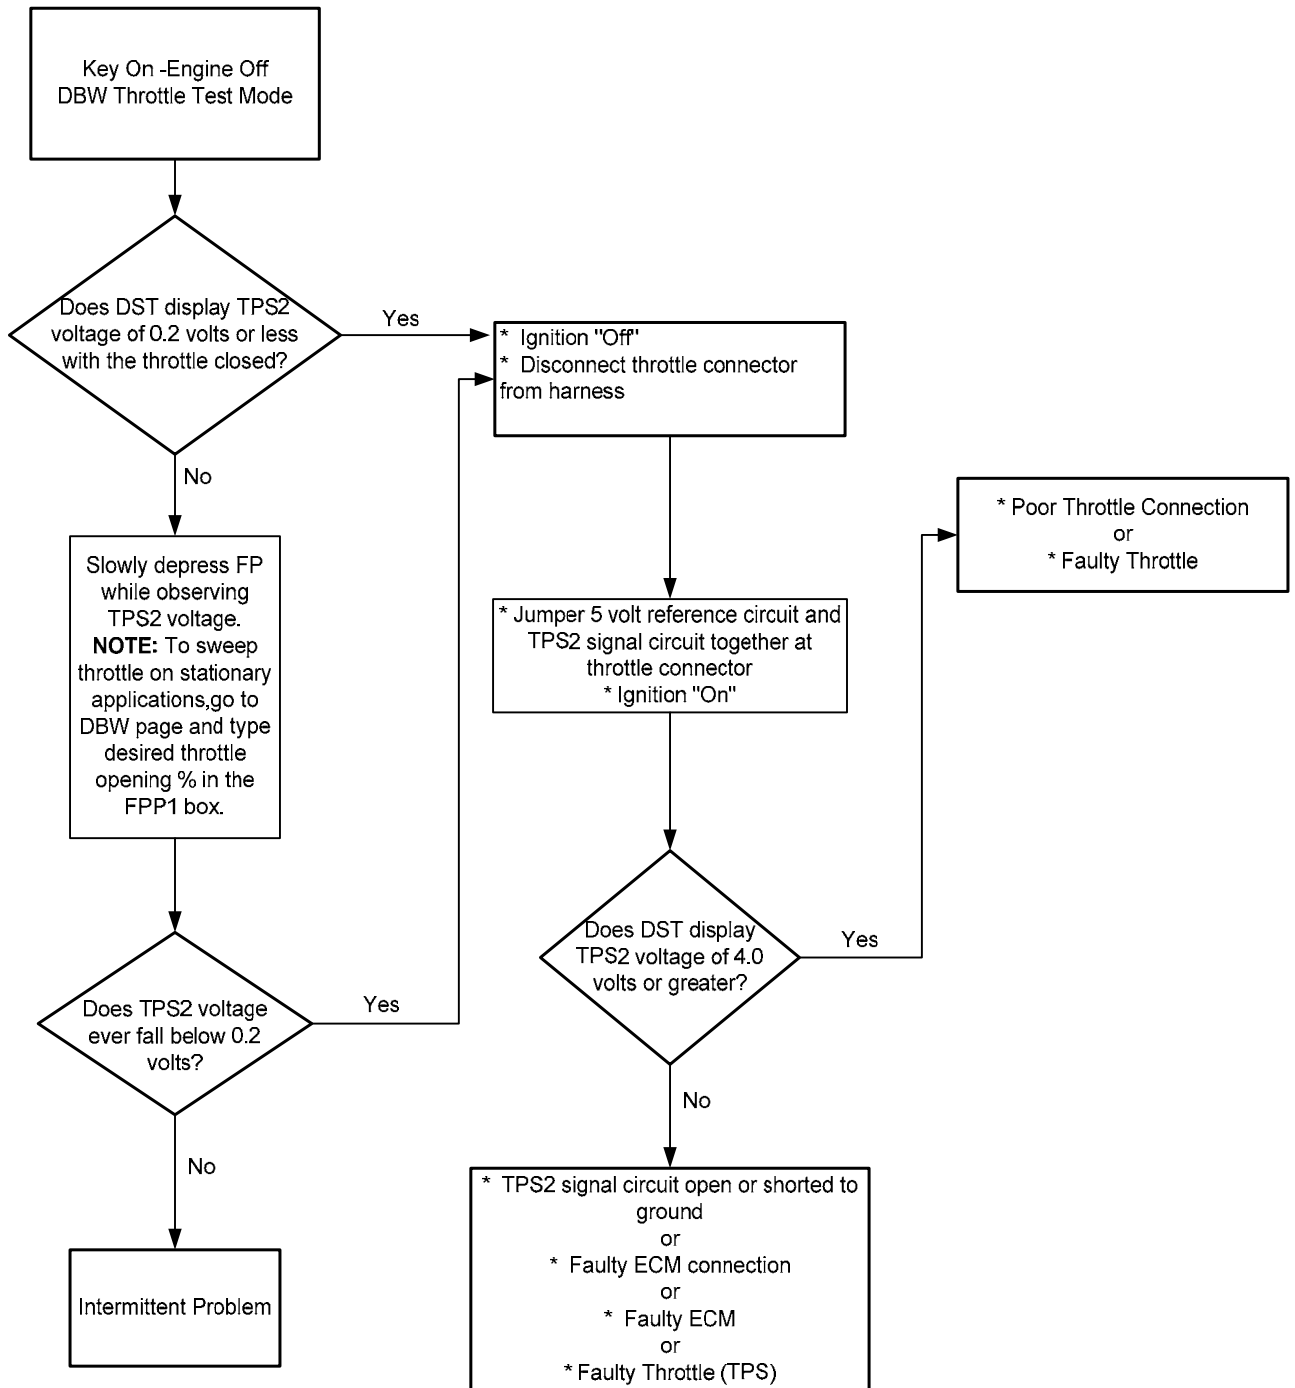 Key On -Engine Off
DBW Throttle Test Mode
Does DST display TPS2
voltage of 0.2 volts or less
with the throttle closed?
Yes
No
Slowly depress FP
while observing
TPS2 voltage.
NOTE: To sweep
throttle on stationary
applications,go to
DBW page and type
desired throttle
opening % in the
FPP1 box.
Does TPS2 voltage
ever fall below 0.2
volts?
Yes
No
Intermittent Problem
* Ignition "Off"
* Disconnect throttle connector
from harness
* Jumper 5 volt reference circuit and
TPS2 signal circuit together at
throttle connector
* Ignition "On"
Does DST display
TPS2 voltage of 4.0
volts or greater?
Yes
No
* Poor Throttle Connection
or
* Faulty Throttle
* TPS2 signal circuit open or shorted to
ground
or
* Faulty ECM connection
or
* Faulty ECM
or
* Faulty Throttle (TPS)